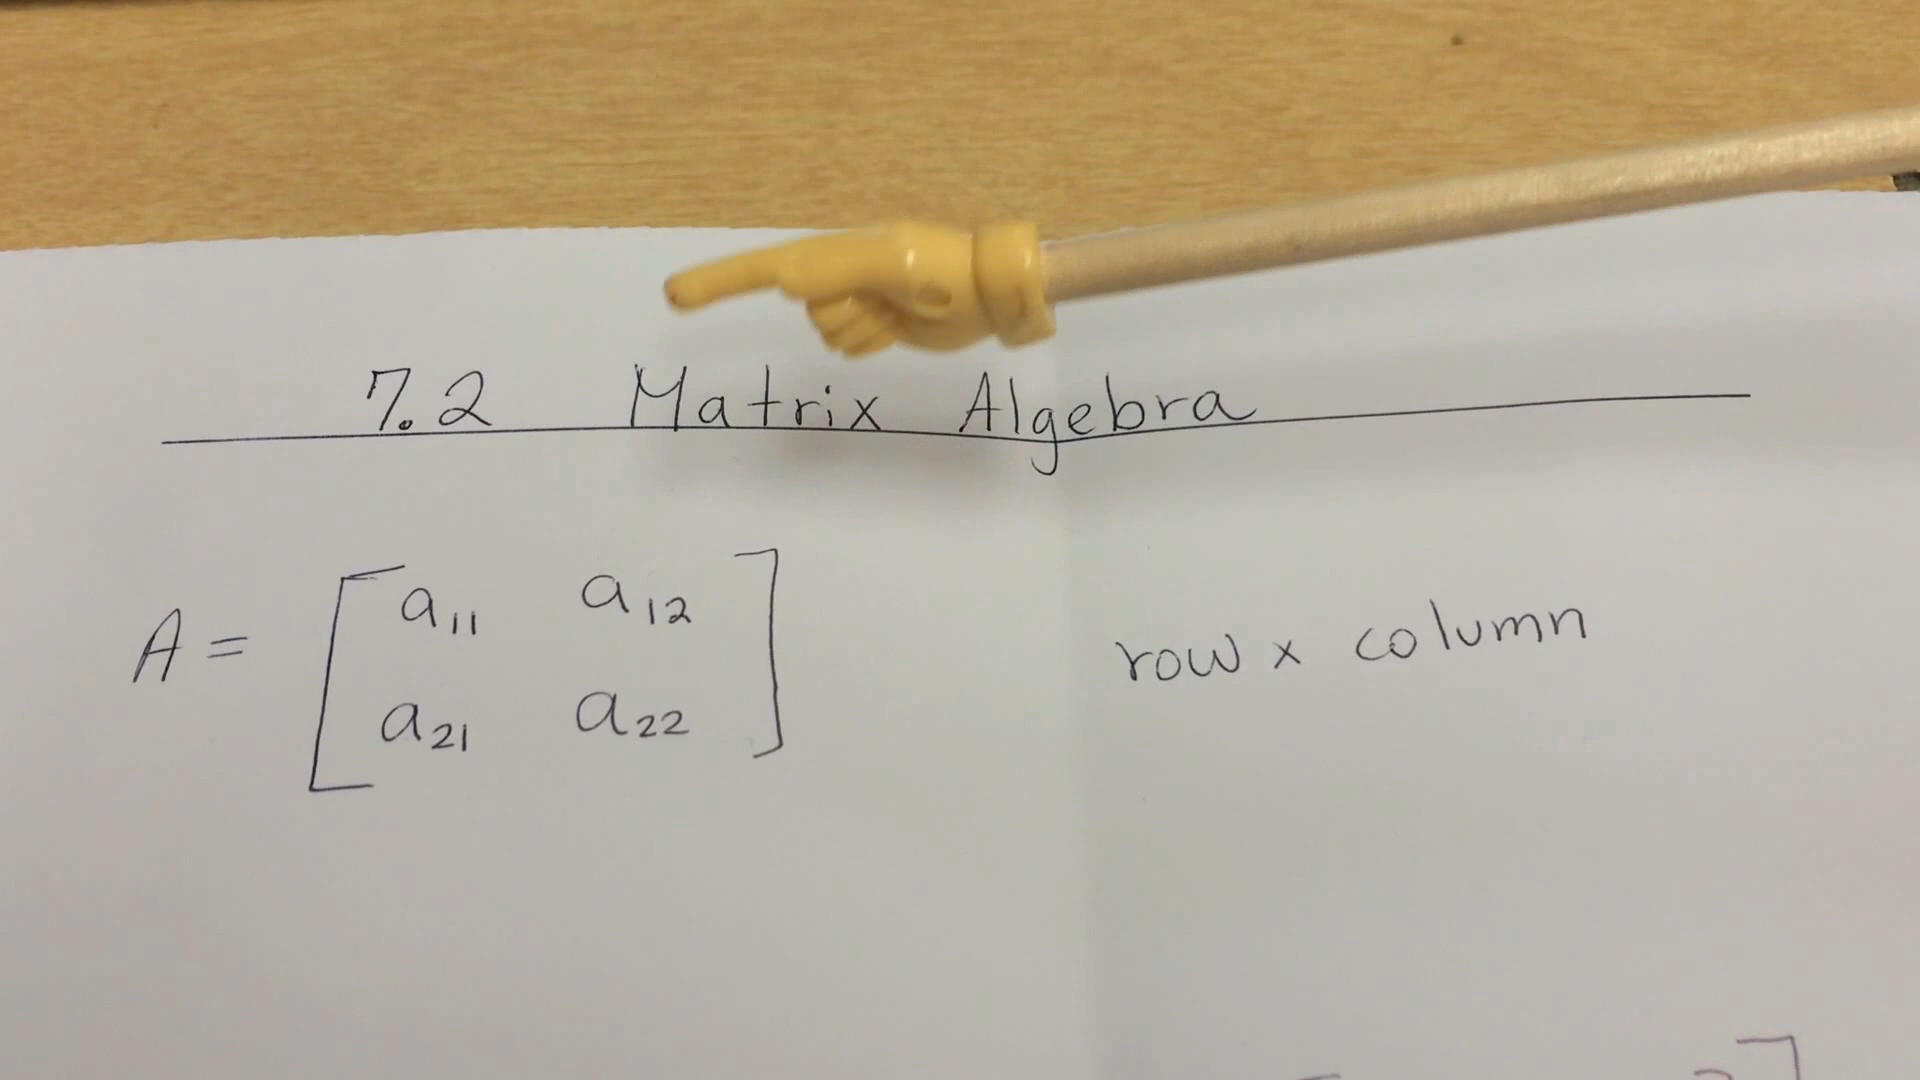 7.2 Matrix Algebra
A = [ a11 a12
a21 a22 ]
row x column